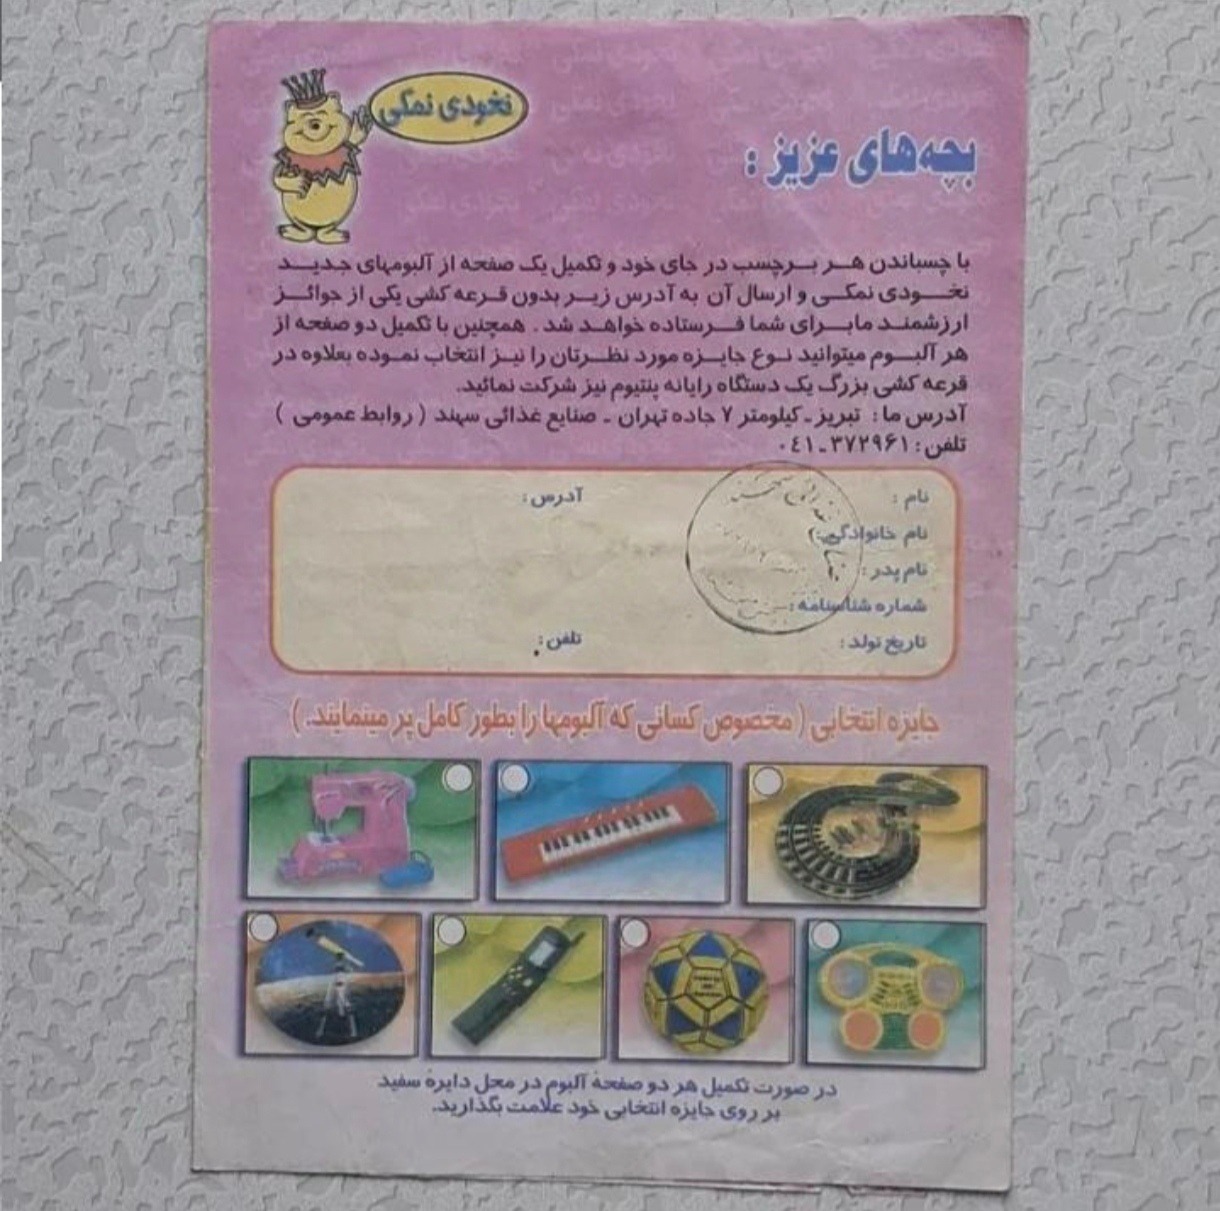 نخودی نمکی
بچه‌های عزیز :
با چسباندن هر برچسب در جای خود و تکمیل یک صفحه از آلبومهای جدید
نخودی نمکی و ارسال آن به آدرس زیر بدون قرعه کشی یکی از جوائز
ارزشمند ما برای شما فرستاده خواهد شد . همچنین با تکمیل دو صفحه از
هر آلبوم میتوانید نوع جایزه مورد نظرتان را نیز انتخاب نموده بعلاوه در
قرعه کشی بزرگ یک دستگاه رایانه پنتیوم نیز شرکت نمائید.
آدرس ما : تبریز ـ کیلومتر ۷ جاده تهران ـ صنایع غذائی سهند ( روابط عمومی )
تلفن : ۳۷۲۹۶۱ـ۰۴۱
نام :
آدرس :
نام خانوادگی :
نام پدر :
شماره شناسنامه :
تاریخ تولد :
تلفن :
جایزه انتخابی ( مخصوص کسانی که آلبومها را بطور کامل پر مینمایند. )
در صورت تکمیل هر دو صفحهٔ آلبوم در محل دایرهٔ سفید
بر روی جایزه انتخابی خود علامت بگذارید.